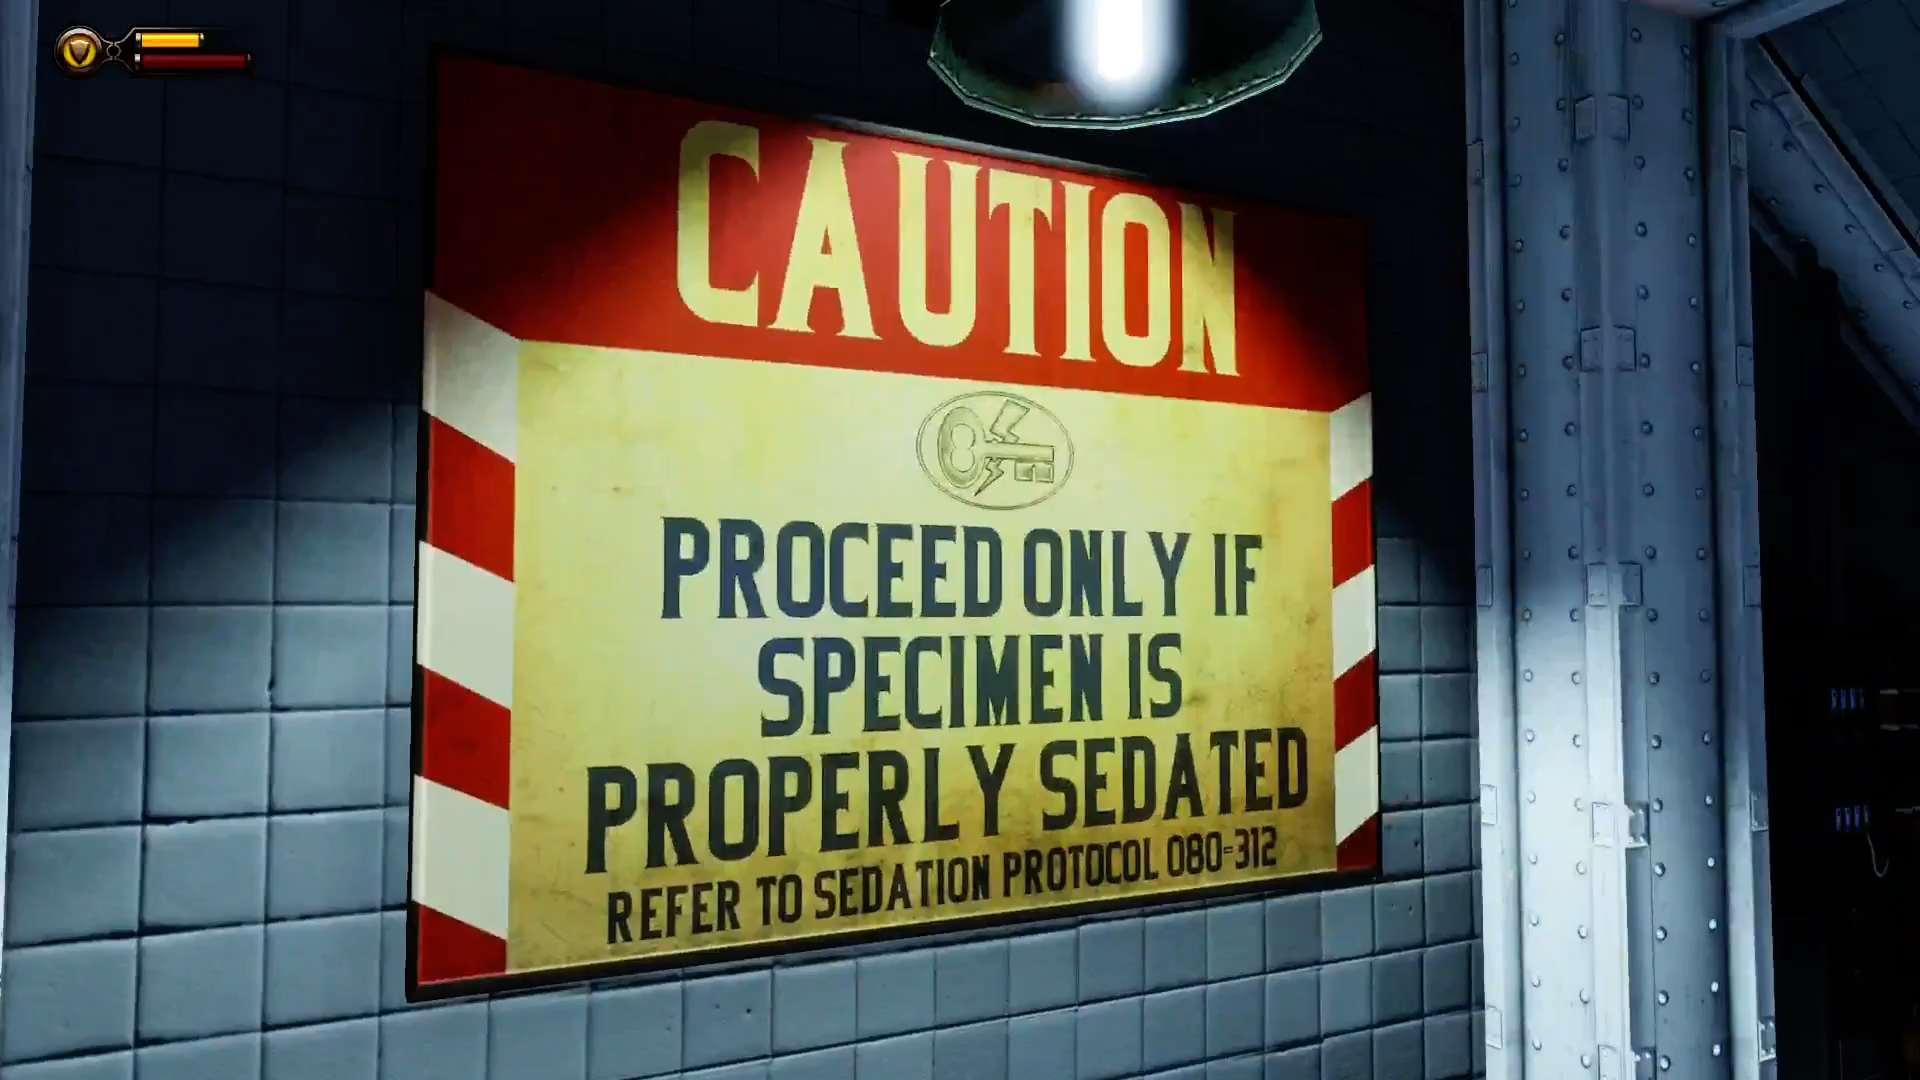 CAUTION
PROCEED ONLY IF
SPECIMEN IS
PROPERLY SEDATED
REFER TO SEDATION PROTOCOL 080-312